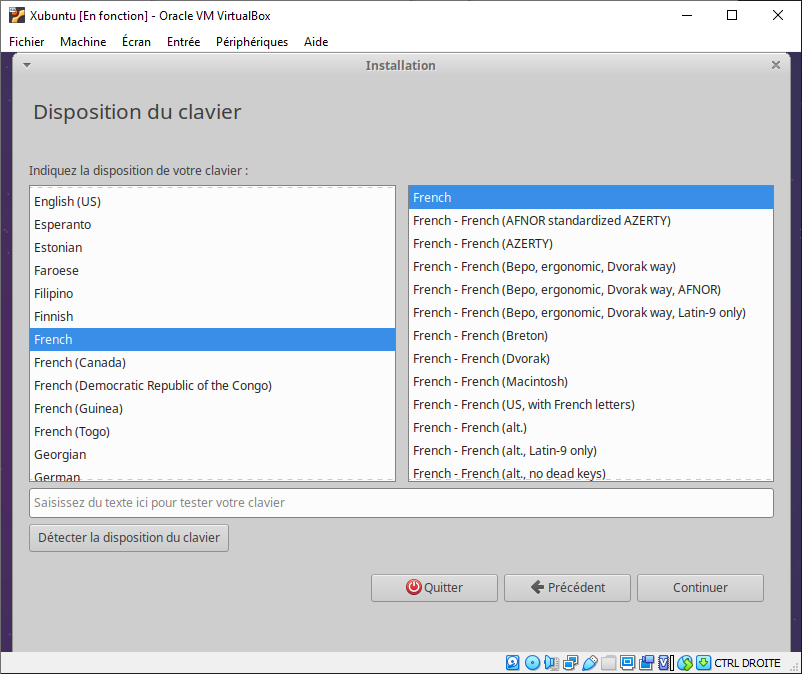 Xubuntu [En fonction] - Oracle VM VirtualBox
Fichier Machine Écran Entrée Périphériques Aide
Installation
Disposition du clavier
Indiquez la disposition de votre clavier :
English (US)
Esperanto
Estonian
Faroese
Filipino
Finnish
French
French (Canada)
French (Democratic Republic of the Congo)
French (Guinea)
French (Togo)
Georgian
German
French
French - French (AFNOR standardized AZERTY)
French - French (AZERTY)
French - French (Bepo, ergonomic, Dvorak way)
French - French (Bepo, ergonomic, Dvorak way, AFNOR)
French - French (Bepo, ergonomic, Dvorak way, Latin-9 only)
French - French (Breton)
French - French (Dvorak)
French - French (Macintosh)
French - French (US, with French letters)
French - French (alt.)
French - French (alt., Latin-9 only)
French - French (alt., no dead keys)
Saisissez du texte ici pour tester votre clavier
Détecter la disposition du clavier
Quitter Précédent Continuer
CTRL DROITE